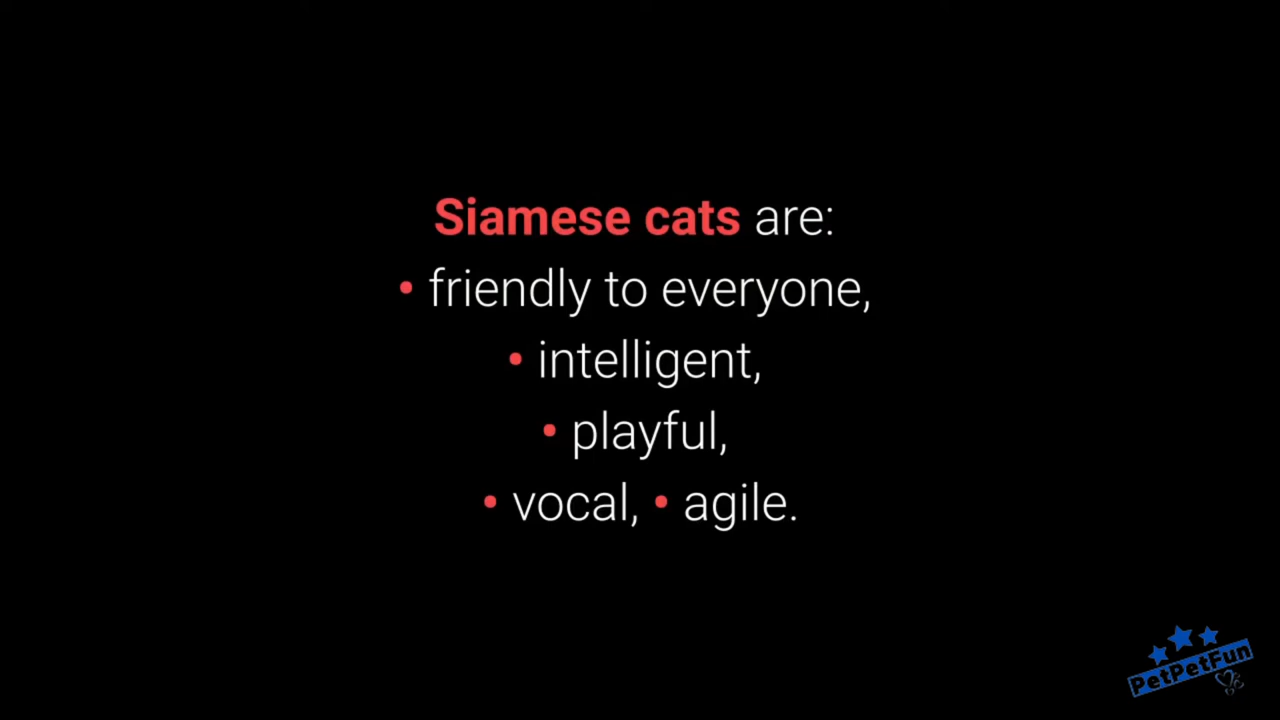 Siamese cats are:
• friendly to everyone,
• intelligent,
• playful,
• vocal, • agile.
PetPetFun